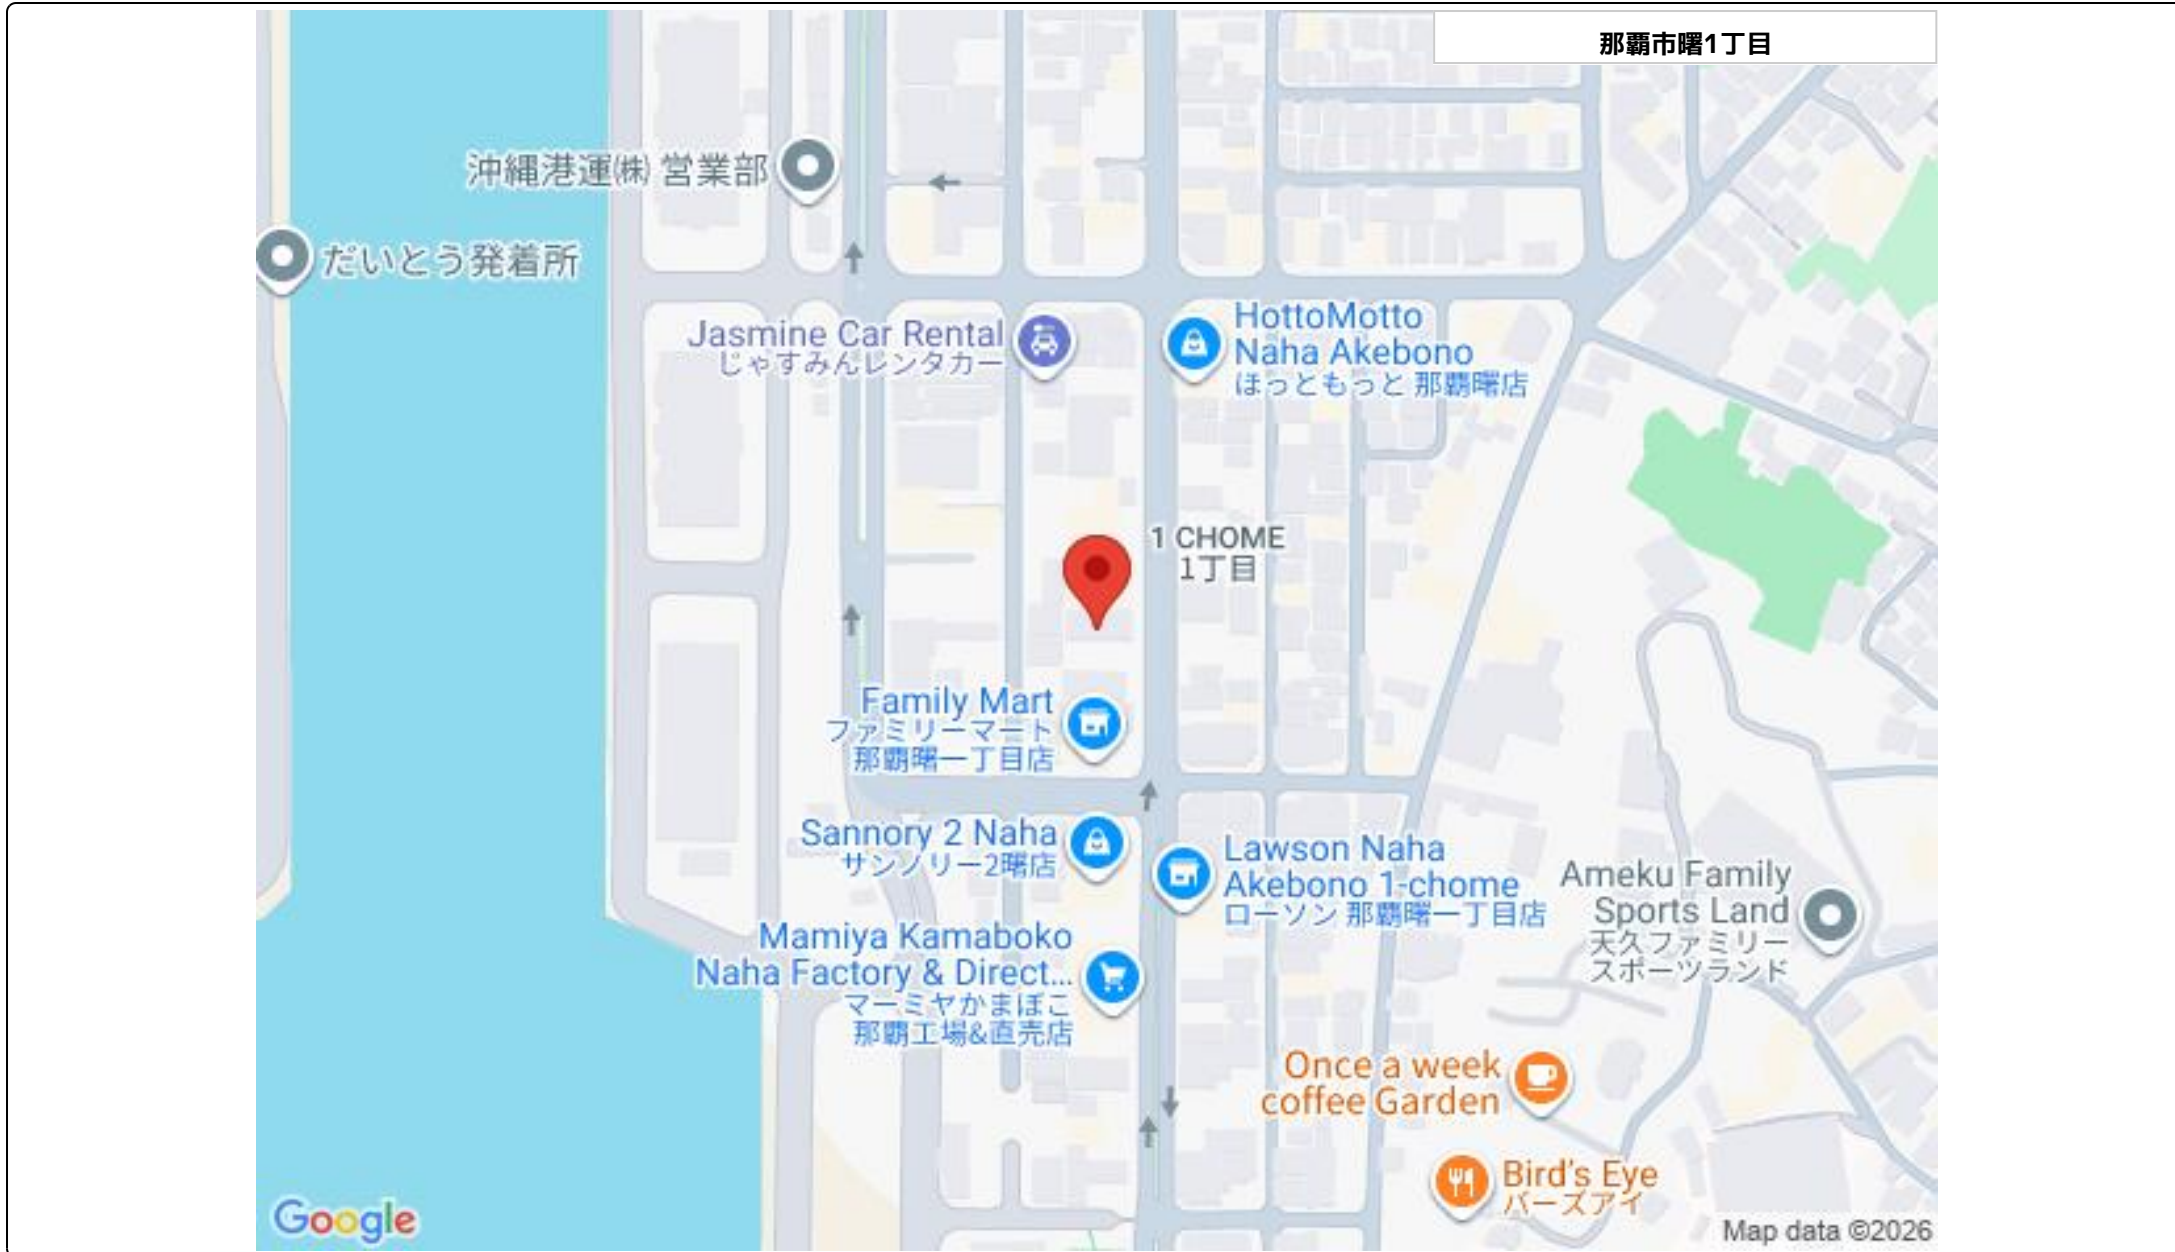 那覇市曙1丁目
沖縄港運㈱ 営業部
だいとう発着所
Jasmine Car Rental
じゃすみんレンタカー
HottoMotto
Naha Akebono
ほっともっと 那覇曙店
1 CHOME
1丁目
Family Mart
ファミリーマート
那覇曙一丁目店
Sannory 2 Naha
サンノリー2曙店
Lawson Naha
Akebono 1-chome
ローソン 那覇曙一丁目店
Ameku Family
Sports Land
天久ファミリー
スポーツランド
Mamiya Kamaboko
Naha Factory & Direct...
マーミヤかまぼこ
那覇工場&直売店
Once a week
coffee Garden
Bird's Eye
バーズアイ
Google
Map data ©2026